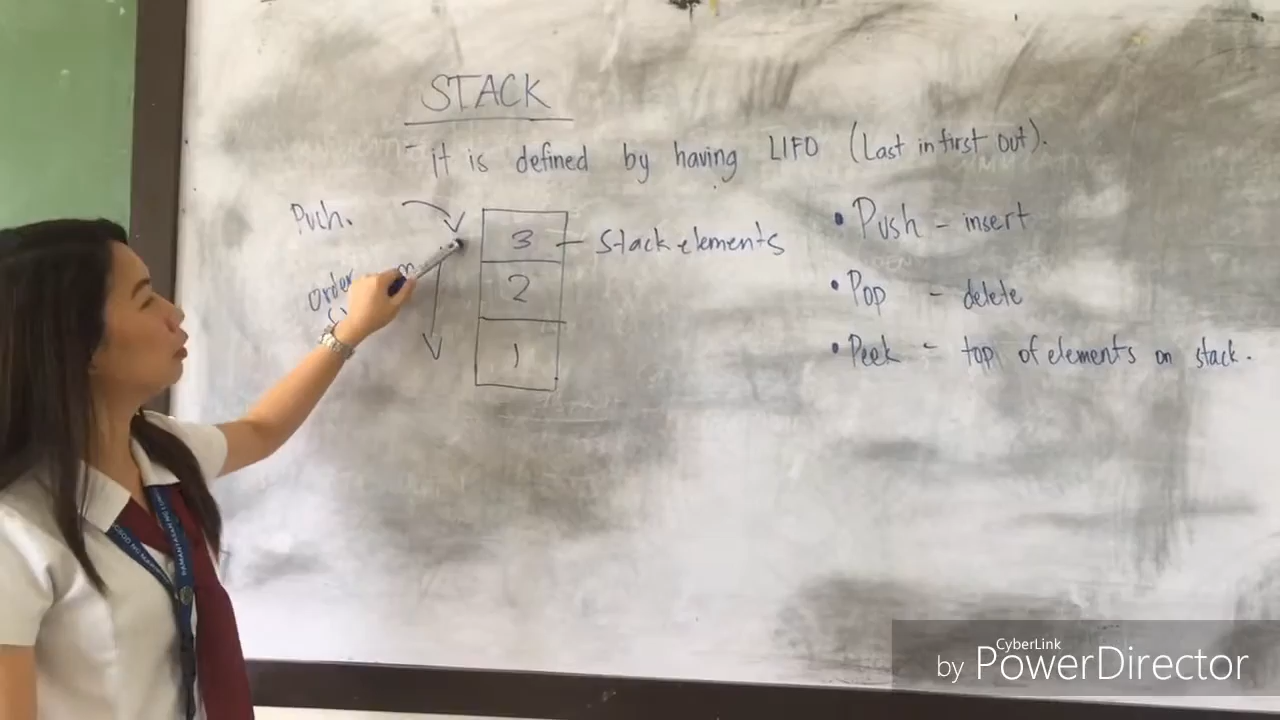 STACK
- it is defined by having LIFO (Last in first out).
Puch.
3 - Stack elements
2
1
Order
• Push - insert
• Pop - delete
• Peek - top of elements on stack.
CyberLink
by PowerDirector